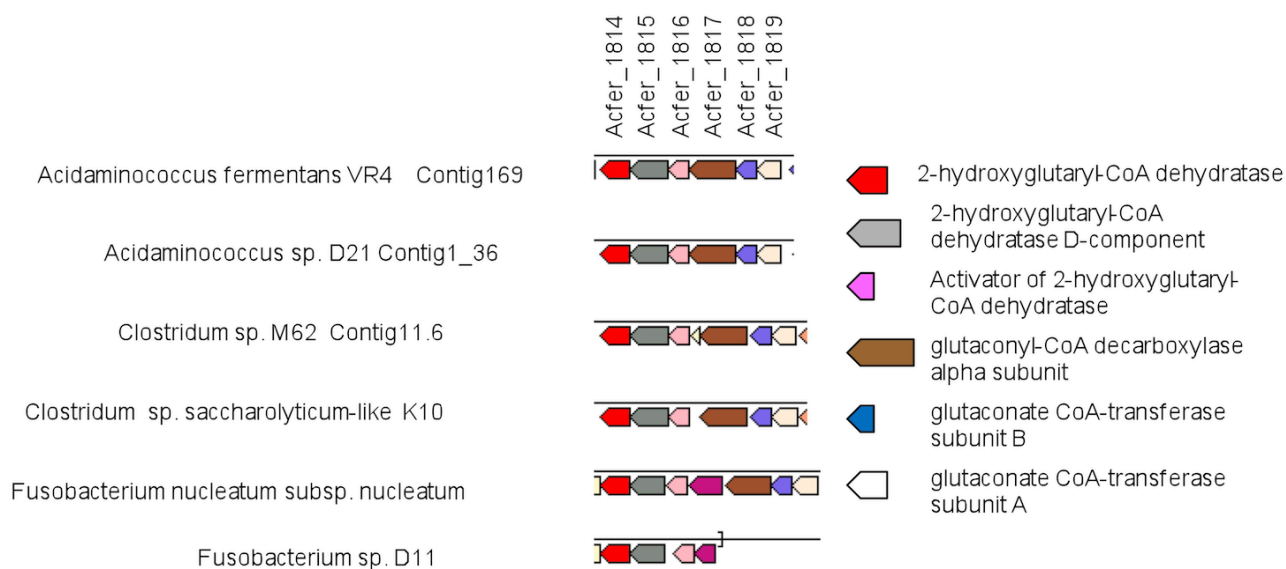 Acfer_1814
Acfer_1815
Acfer_1816
Acfer_1817
Acfer_1818
Acfer_1819
Acidaminococcus fermentans VR4 Contig169
Acidaminococcus sp. D21 Contig1_36
Clostridum sp. M62 Contig11.6
Clostridum sp. saccharolyticum-like K10
Fusobacterium nucleatum subsp. nucleatum
Fusobacterium sp. D11
2-hydroxyglutaryl-CoA dehydratase
2-hydroxyglutaryl-CoA
dehydratase D-component
Activator of 2-hydroxyglutaryl-
CoA dehydratase
glutaconyl-CoA decarboxylase
alpha subunit
glutaconate CoA-transferase
subunit B
glutaconate CoA-transferase
subunit A